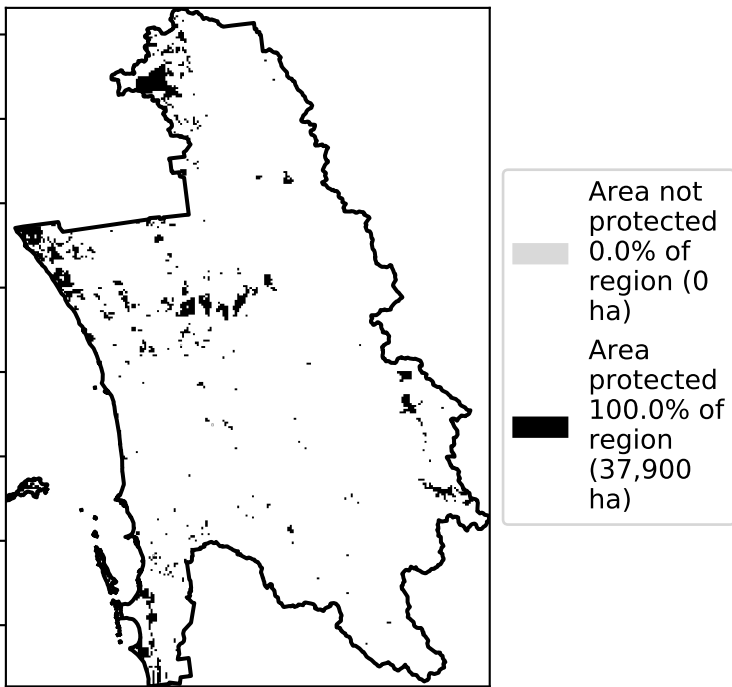 Area not
protected
0.0% of
region (0
ha)
Area
protected
100.0% of
region
(37,900
ha)